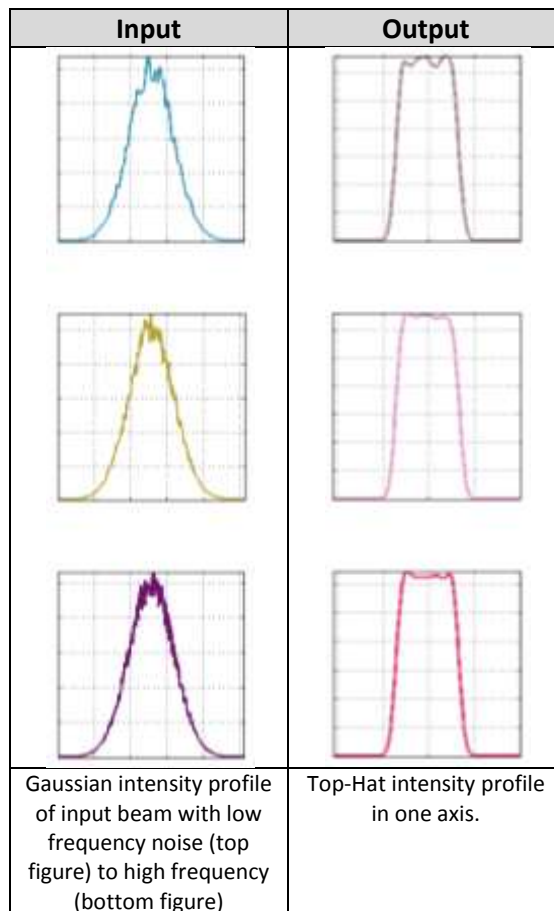 Input
Output
Gaussian intensity profile
of input beam with low
frequency noise (top
figure) to high frequency
(bottom figure)
Top-Hat intensity profile
in one axis.